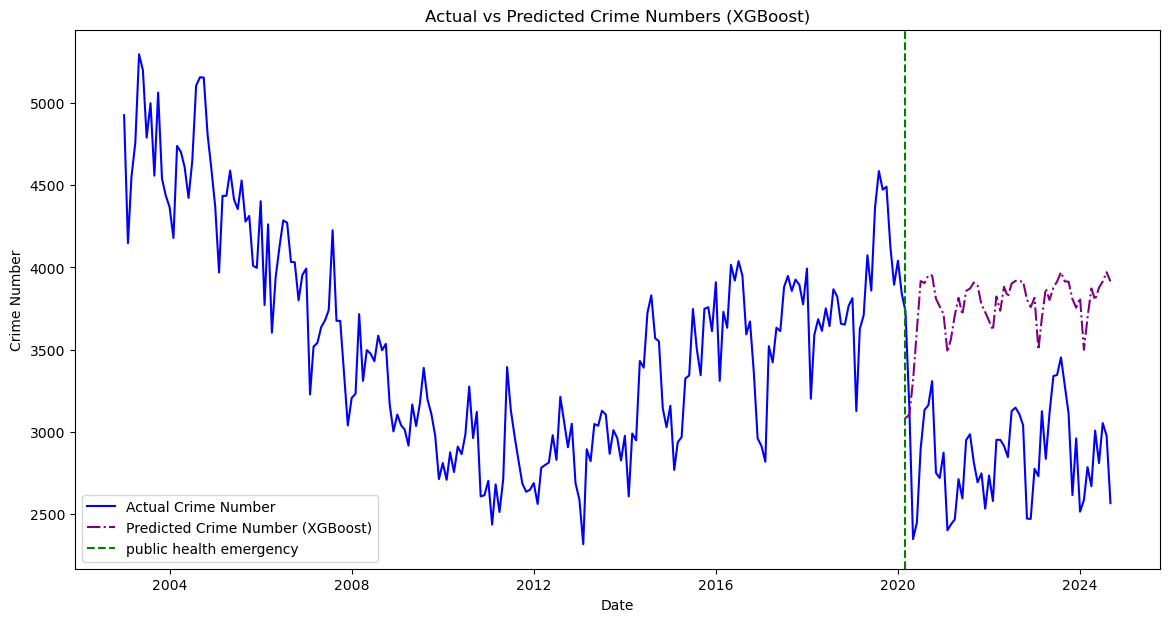 Actual vs Predicted Crime Numbers (XGBoost)
Crime Number
5000
4500
4000
3500
3000
2500
Actual Crime Number
Predicted Crime Number (XGBoost)
public health emergency
2004
2008
2012
2016
2020
2024
Date